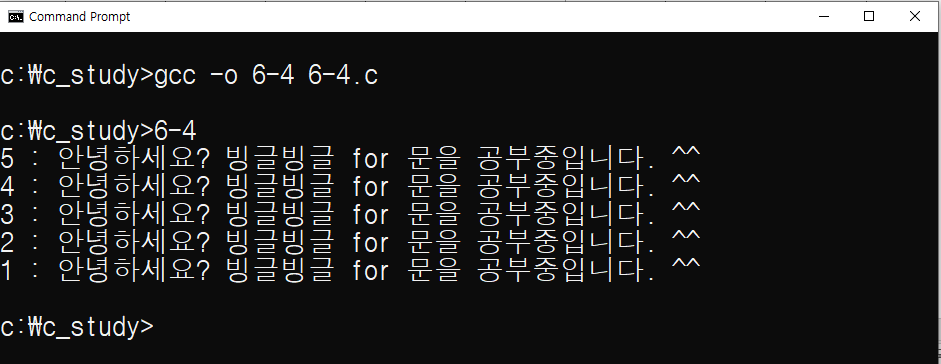 Command Prompt
c:₩c_study>gcc -o 6-4 6-4.c
c:₩c_study>6-4
5 : 안녕하세요? 빙글빙글 for 문을 공부중입니다. ^^
4 : 안녕하세요? 빙글빙글 for 문을 공부중입니다. ^^
3 : 안녕하세요? 빙글빙글 for 문을 공부중입니다. ^^
2 : 안녕하세요? 빙글빙글 for 문을 공부중입니다. ^^
1 : 안녕하세요? 빙글빙글 for 문을 공부중입니다. ^^
c:₩c_study>